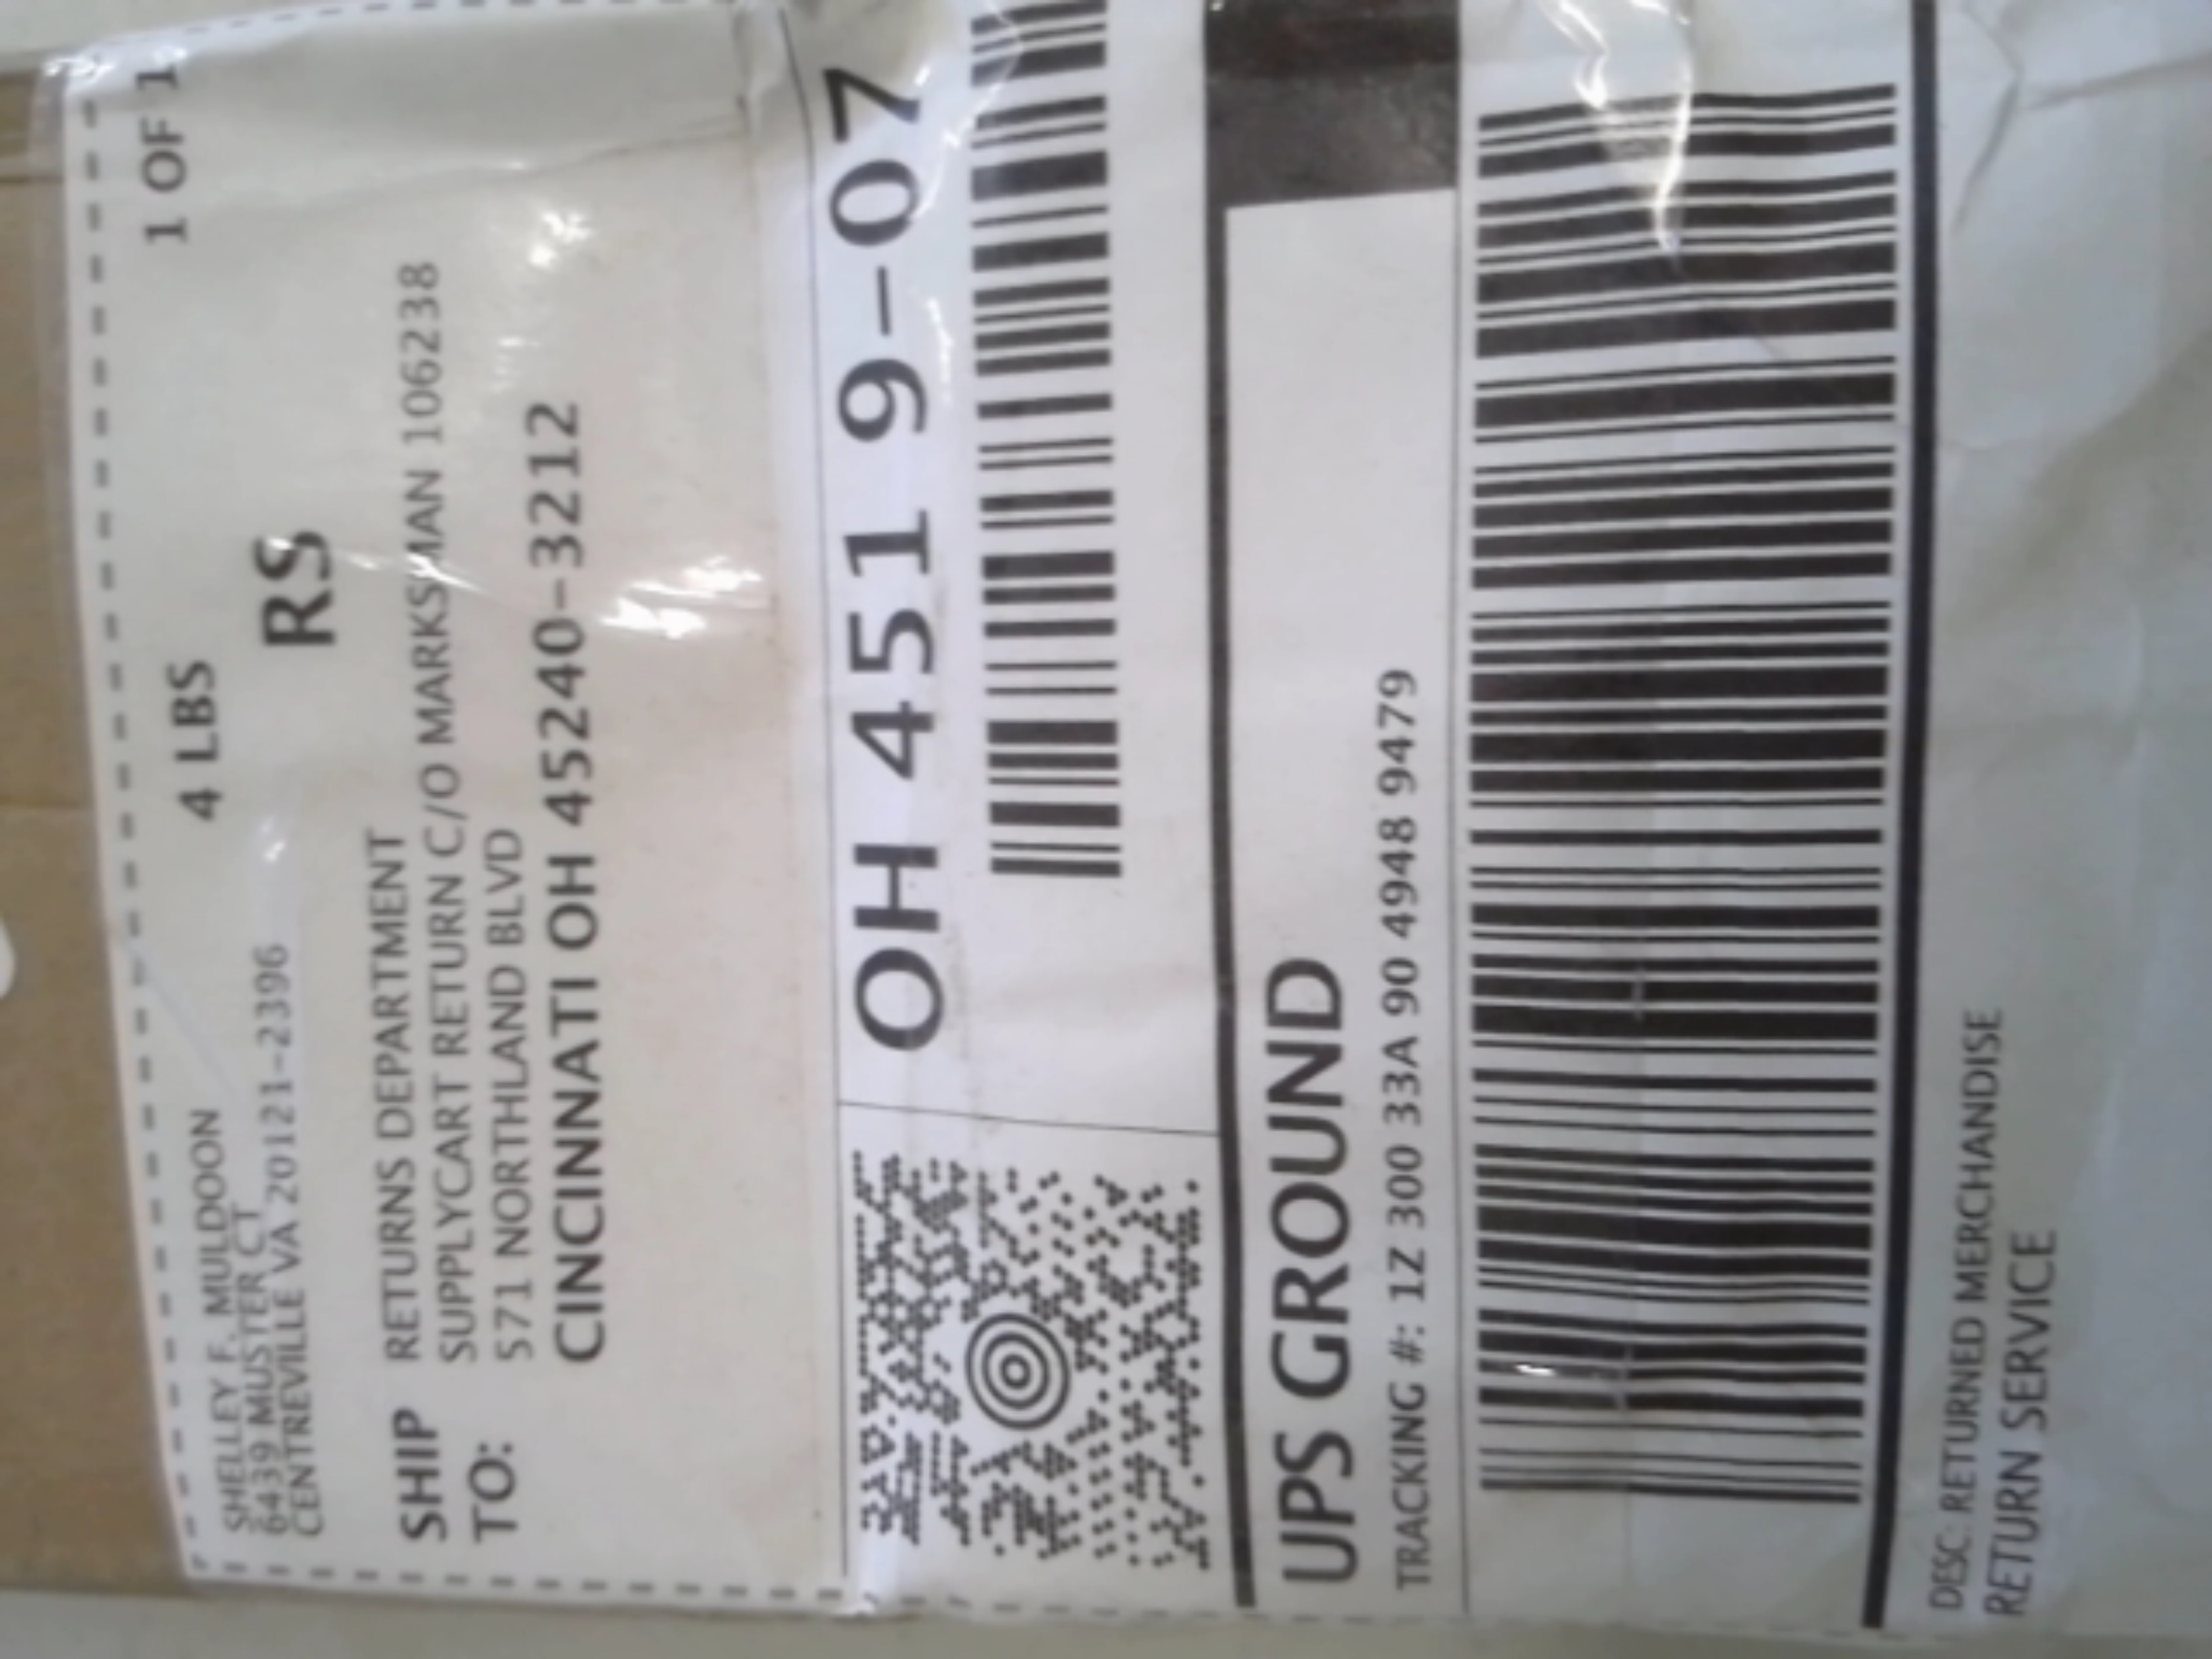 SHELLEY F. MULDOON
6439 MUSTER CT
CENTREVILLE VA 20121-2396
4 LBS
1 OF 1
RS
SHIP TO:
RETURNS DEPARTMENT
SUPPLYCART RETURN C/O MARKSMAN 106238
571 NORTHLAND BLVD
CINCINNATI OH 45240-3212
OH 451 9-07
UPS GROUND
TRACKING #: 1Z 300 33A 90 4948 9479
DESC: RETURNED MERCHANDISE
RETURN SERVICE